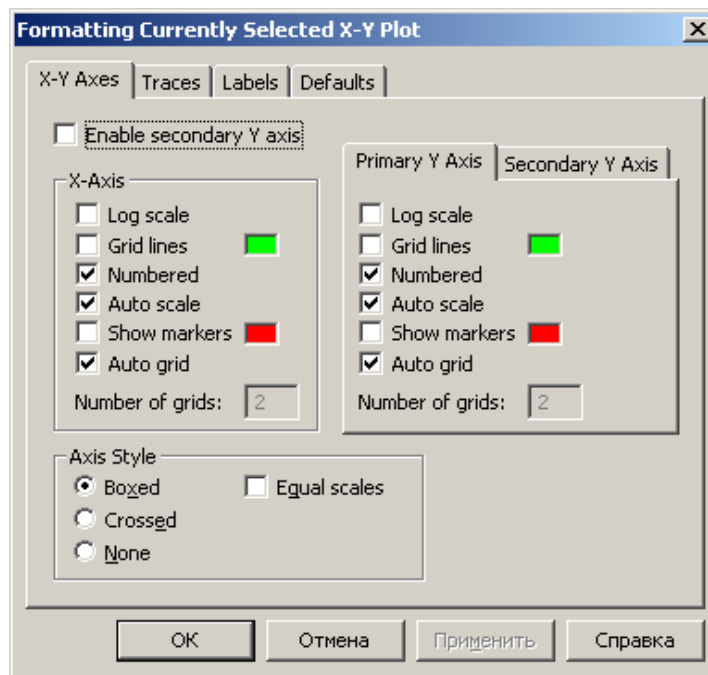 Formatting Currently Selected X-Y Plot
X-Y Axes Traces Labels Defaults
Enable secondary Y axis
X-Axis
Log scale
Grid lines
Numbered
Auto scale
Show markers
Auto grid
Number of grids: 2
Primary Y Axis Secondary Y Axis
Log scale
Grid lines
Numbered
Auto scale
Show markers
Auto grid
Number of grids: 2
Axis Style
Boxed Equal scales
Crossed
None
OK Отмена Применить Справка